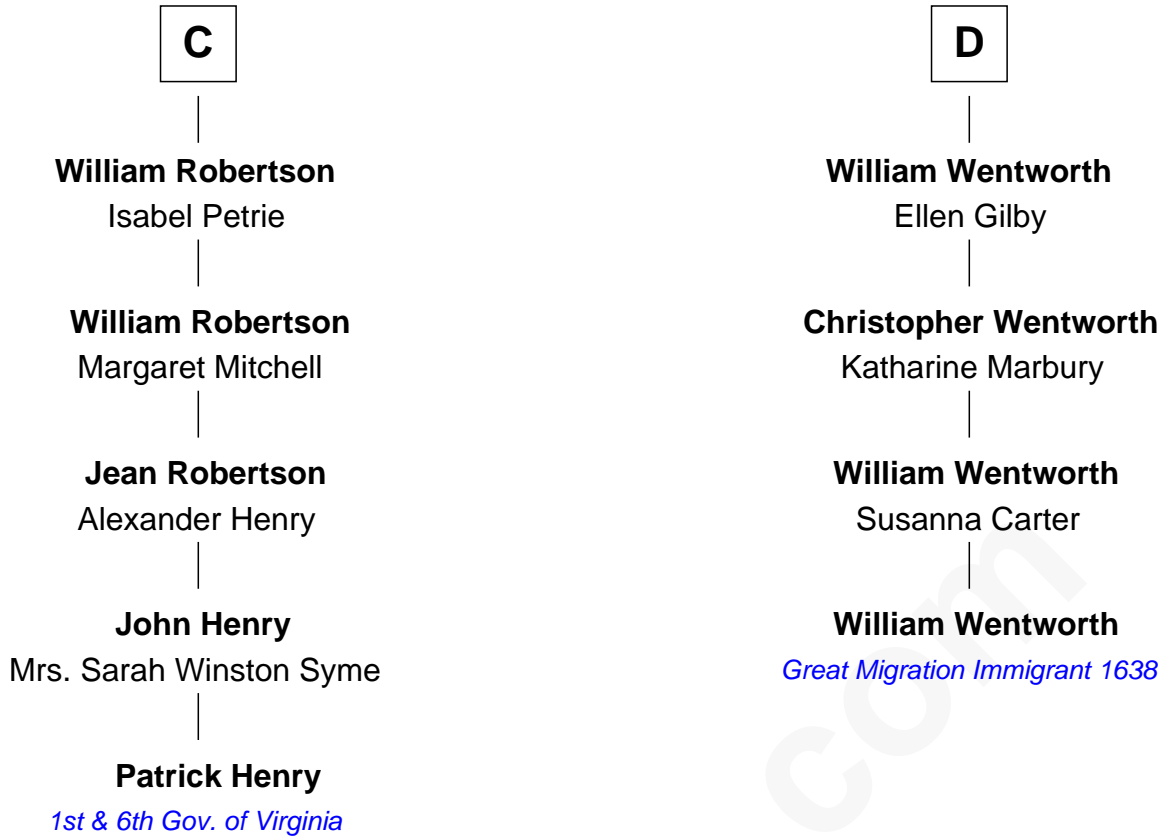 C
William Robertson
Isabel Petrie
William Robertson
Margaret Mitchell
Jean Robertson
Alexander Henry
John Henry
Mrs. Sarah Winston Syme
Patrick Henry
1st & 6th Gov. of Virginia
D
William Wentworth
Ellen Gilby
Christopher Wentworth
Katharine Marbury
William Wentworth
Susanna Carter
William Wentworth
Great Migration Immigrant 1638
com